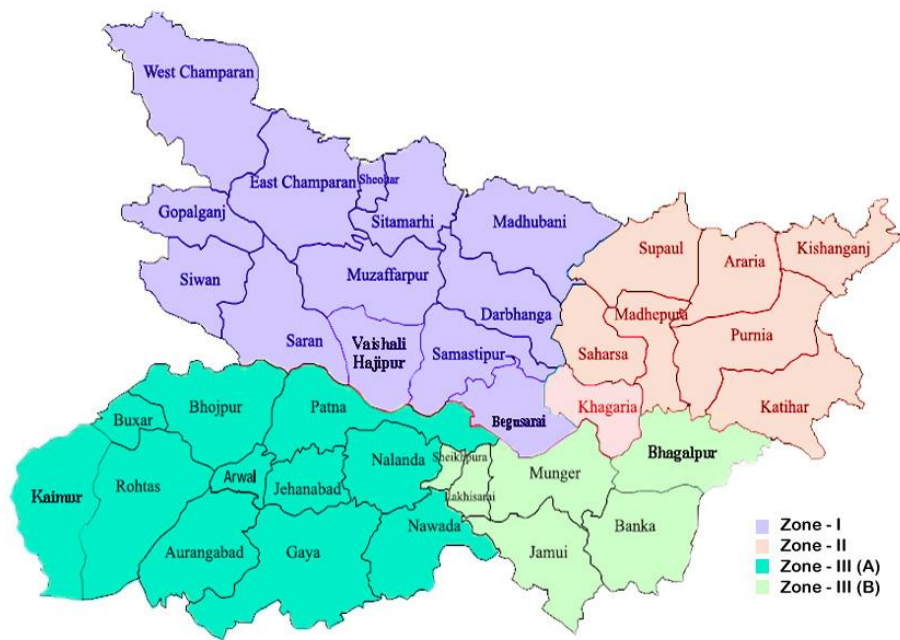 West Champaran
East Champaran
Sheohar
Sitamarhi
Gopalganj
Madhubani
Siwan
Muzaffarpur
Supaul
Araria
Kishanganj
Darbhanga
Madhepura
Purnia
Saran
Vaishali
Hajipur
Samastipur
Saharsa
Khagaria
Katihar
Begusarai
Buxar
Bhojpur
Patna
Nalanda
Sheikhpura
Munger
Bhagalpur
Kaimur
Rohtas
Arwal
Jehanabad
Lakhisarai
Nawada
Banka
Aurangabad
Gaya
Jamui
Zone - I
Zone - II
Zone - III (A)
Zone - III (B)